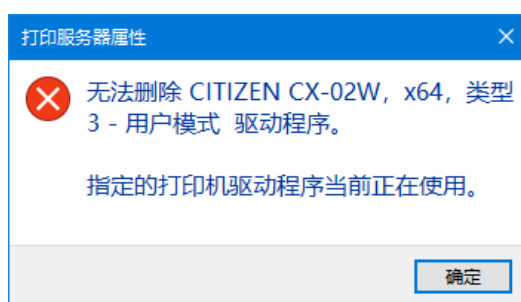 打印服务器属性
无法删除 CITIZEN CX-02W，x64，类型
3 - 用户模式 驱动程序。
指定的打印机驱动程序当前正在使用。
确定